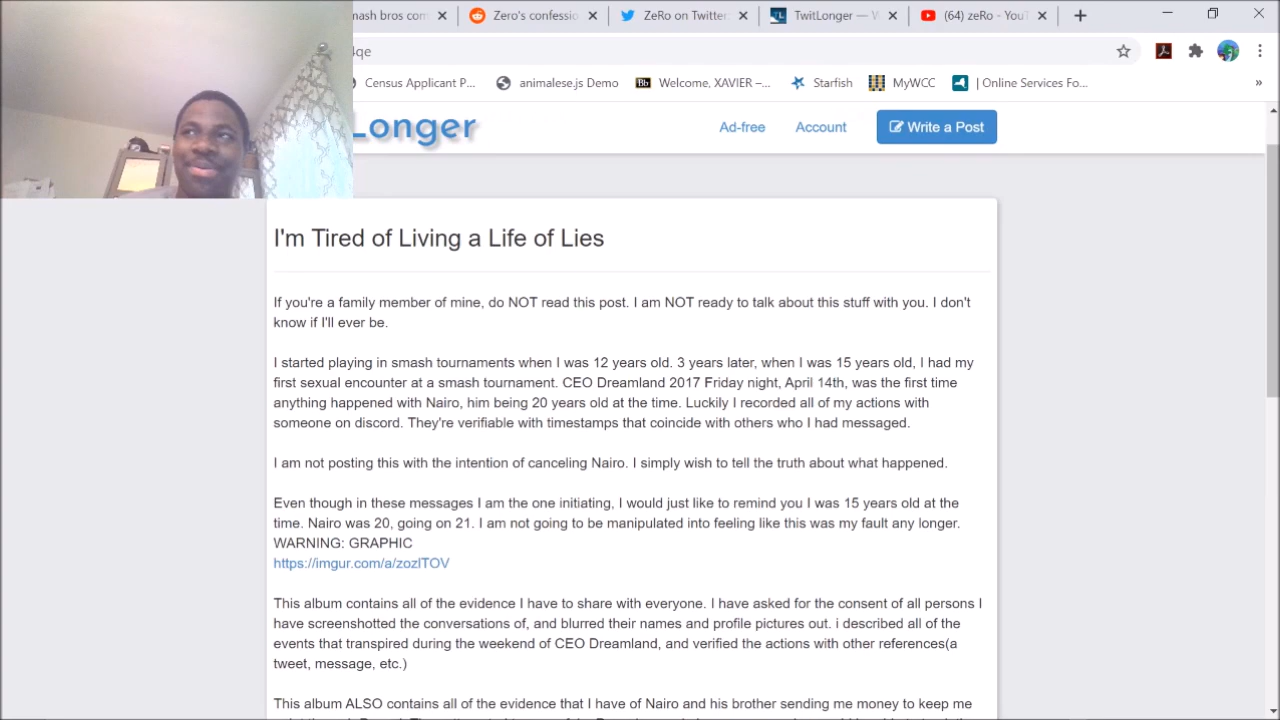 mash bros com
Zero's confessio
ZeRo on Twitter:
TwitLonger — W
(64) zeRo - YouT
4qe
Census Applicant P...
animalese.js Demo
Bb
Welcome, XAVIER –...
Starfish
MyWCC
| Online Services Fo...
»
Longer
Ad-free
Account
Write a Post
I'm Tired of Living a Life of Lies
If you're a family member of mine, do NOT read this post. I am NOT ready to talk about this stuff with you. I don't
know if I'll ever be.
I started playing in smash tournaments when I was 12 years old. 3 years later, when I was 15 years old, I had my
first sexual encounter at a smash tournament. CEO Dreamland 2017 Friday night, April 14th, was the first time
anything happened with Nairo, him being 20 years old at the time. Luckily I recorded all of my actions with
someone on discord. They're verifiable with timestamps that coincide with others who I had messaged.
I am not posting this with the intention of canceling Nairo. I simply wish to tell the truth about what happened.
Even though in these messages I am the one initiating, I would just like to remind you I was 15 years old at the
time. Nairo was 20, going on 21. I am not going to be manipulated into feeling like this was my fault any longer.
WARNING: GRAPHIC
https://imgur.com/a/zozITOV
This album contains all of the evidence I have to share with everyone. I have asked for the consent of all persons I
have screenshotted the conversations of, and blurred their names and profile pictures out. i described all of the
events that transpired during the weekend of CEO Dreamland, and verified the actions with other references(a
tweet, message, etc.)
This album ALSO contains all of the evidence that I have of Nairo and his brother sending me money to keep me